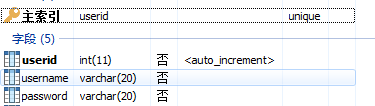 主索引 userid unique
字段 (5)
userid int(11) 否 <auto_increment>
username varchar(20) 否
password varchar(20) 否